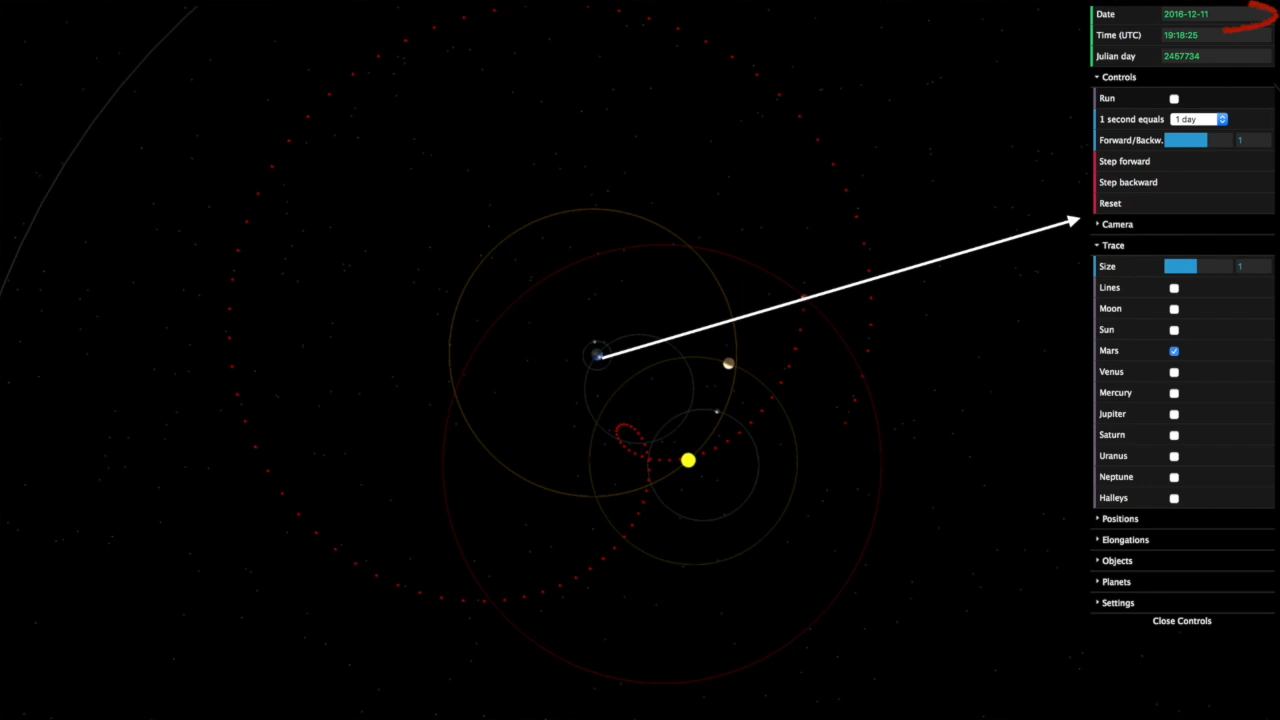 Date 2016-12-11
Time (UTC) 19:18:25
Julian day 2457734
Controls
Run
1 second equals 1 day
Forward/Backw. 1
Step forward
Step backward
Reset
Camera
Trace
Size 1
Lines
Moon
Sun
Mars
Venus
Mercury
Jupiter
Saturn
Uranus
Neptune
Halleys
Positions
Elongations
Objects
Planets
Settings
Close Controls